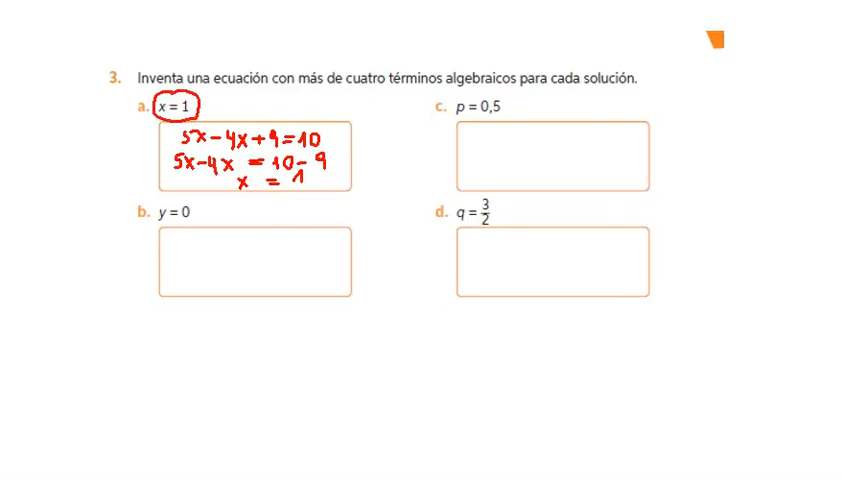 3. Inventa una ecuación con más de cuatro términos algebraicos para cada solución.
a. x = 1
5x - 4x + 9 = 10
5x - 4x = 10 - 9
x = 1
b. y = 0
c. p = 0,5
d. q = 3/2